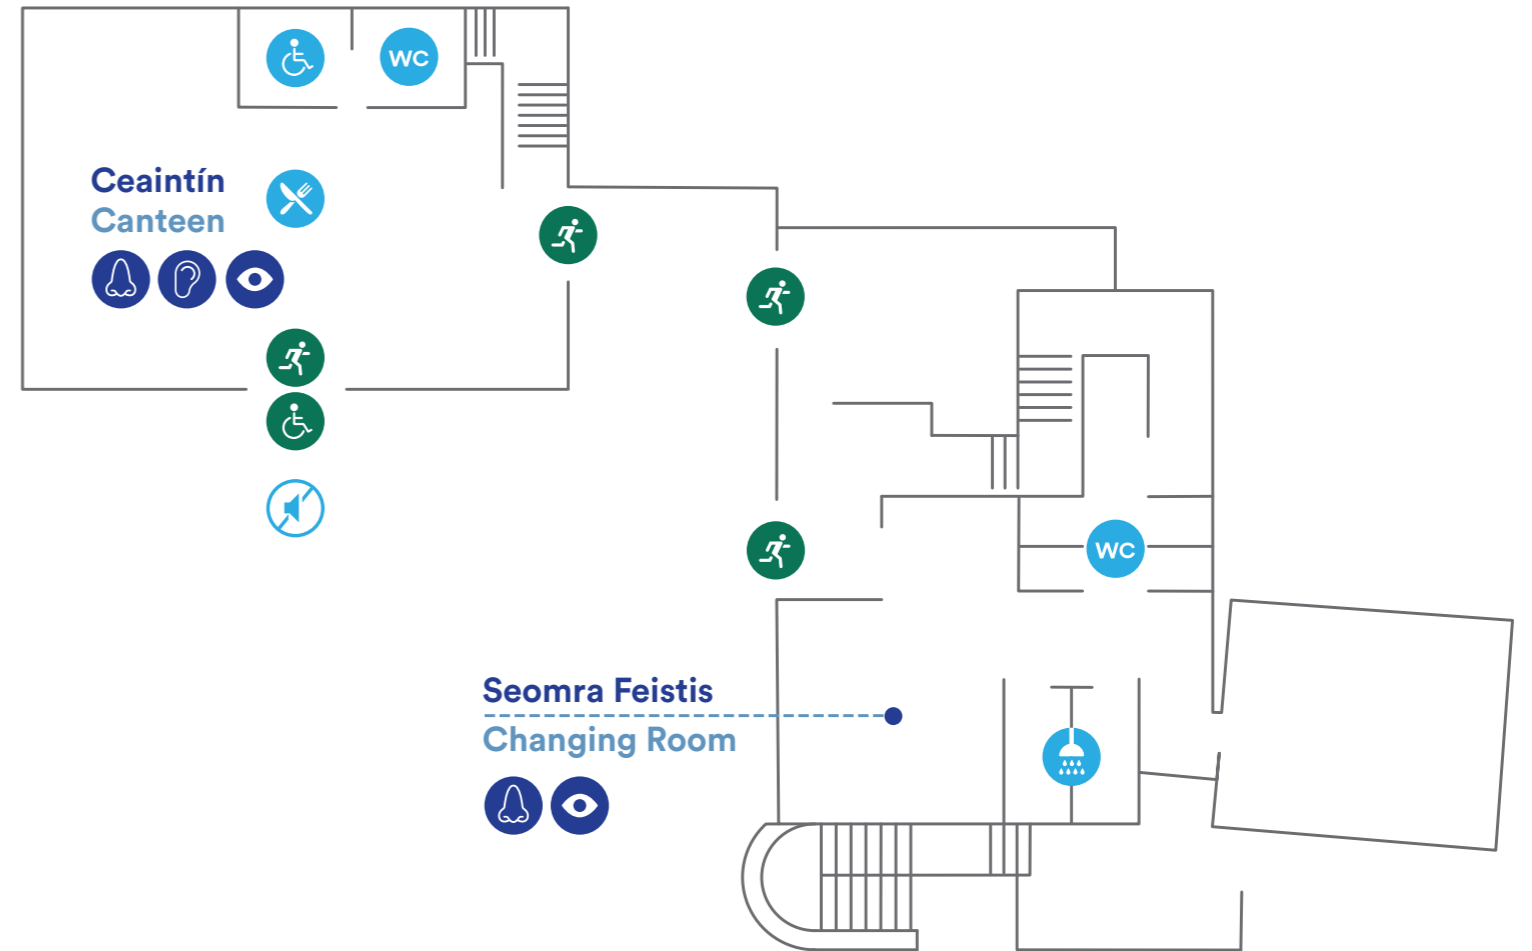 WC
Ceaintín
Canteen
WC
Seomra Feistis
Changing Room